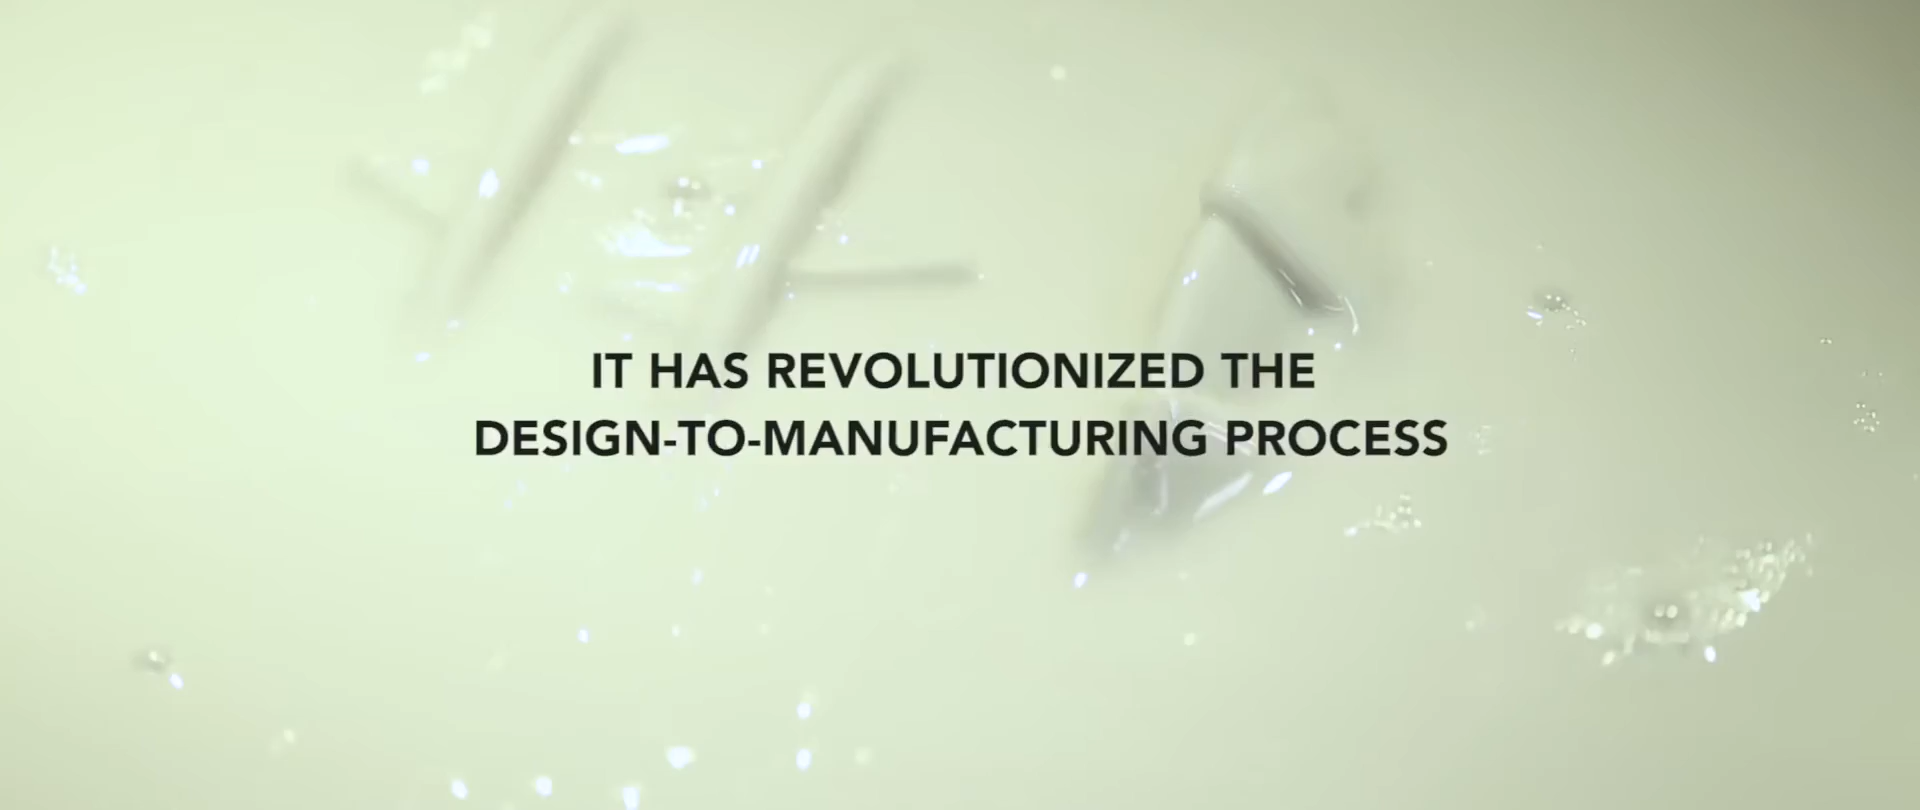 IT HAS REVOLUTIONIZED THE
DESIGN-TO-MANUFACTURING PROCESS